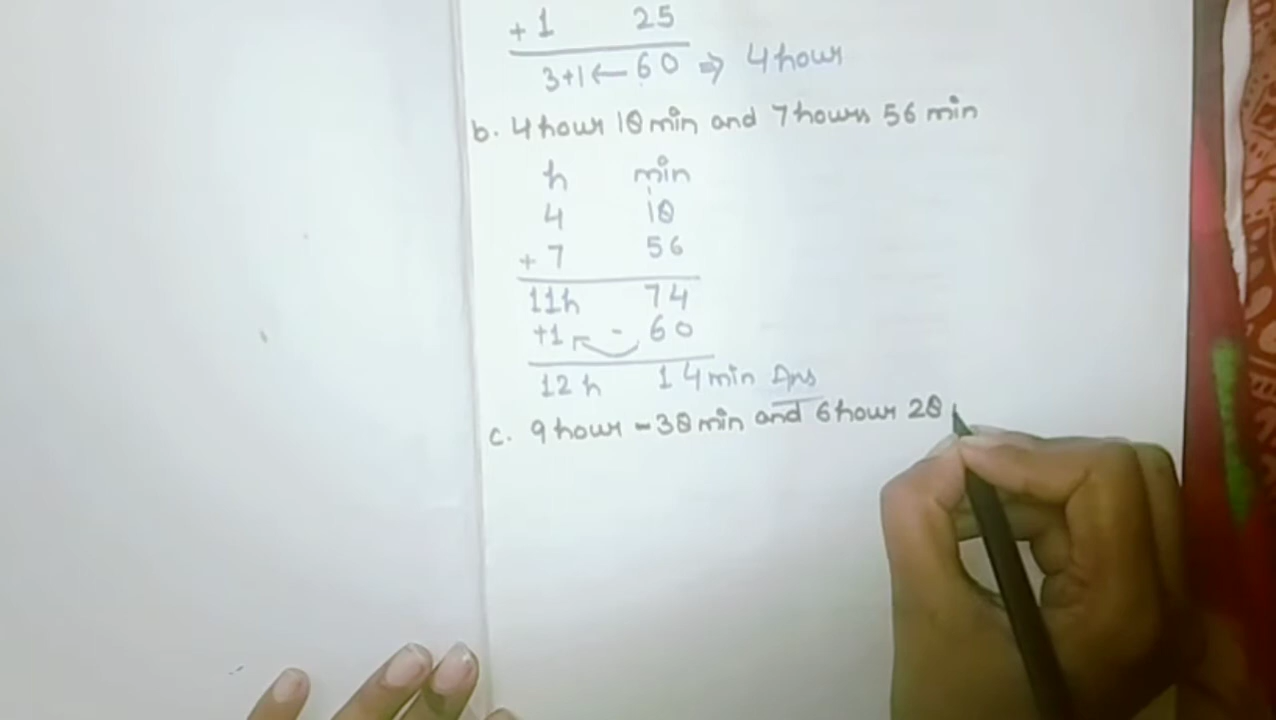 + 1 25
3+1 ← 60 ⇒ 4 hours
b. 4 hour 18 min and 7 hours 56 min
h min
4 18
+ 7 56
11h 74
+1 - 60
12 h 14 min Ans
c. 9 hour - 38 min and 6 hour 28